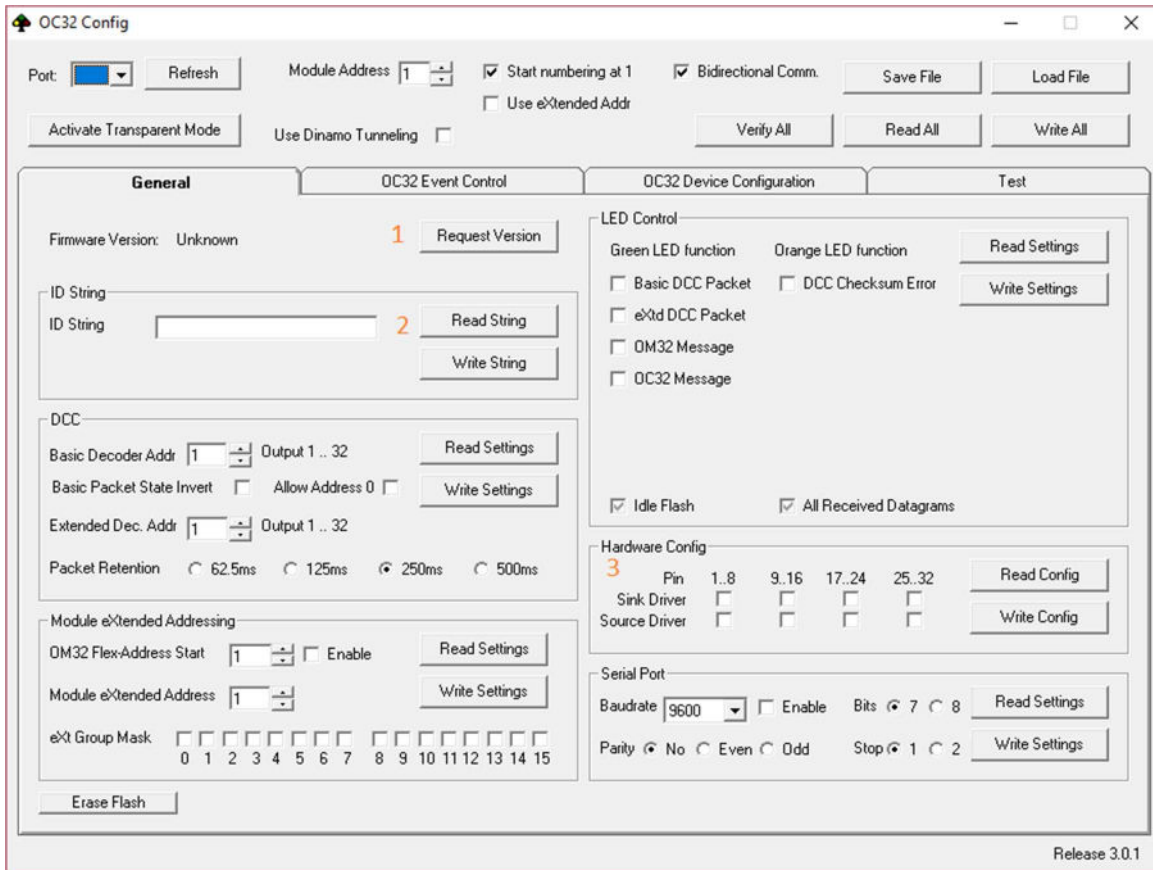 OC32 Config
Port: Refresh Module Address 1 Start numbering at 1 Bidirectional Comm. Save File Load File
Use eXtended Addr
Activate Transparent Mode Use Dinamo Tunneling Verify All Read All Write All
General OC32 Event Control OC32 Device Configuration Test
Firmware Version: Unknown 1 Request Version
ID String
ID String 2 Read String
Write String
DCC
Basic Decoder Addr 1 Output 1 .. 32 Read Settings
Basic Packet State Invert Allow Address 0 Write Settings
Extended Dec. Addr 1 Output 1 .. 32
Packet Retention 62.5ms 125ms 250ms 500ms
Module eXtended Addressing
OM32 Flex-Address Start 1 Enable Read Settings
Module eXtended Address 1 Write Settings
eXt Group Mask
0 1 2 3 4 5 6 7 8 9 10 11 12 13 14 15
Erase Flash
LED Control
Green LED function Orange LED function Read Settings
Basic DCC Packet DCC Checksum Error Write Settings
eXtd DCC Packet
OM32 Message
OC32 Message
Idle Flash All Received Datagrams
Hardware Config
3 Pin 1..8 9..16 17..24 25..32 Read Config
Sink Driver
Source Driver Write Config
Serial Port
Baudrate 9600 Enable Bits 7 8 Read Settings
Parity No Even Odd Stop 1 2 Write Settings
Release 3.0.1